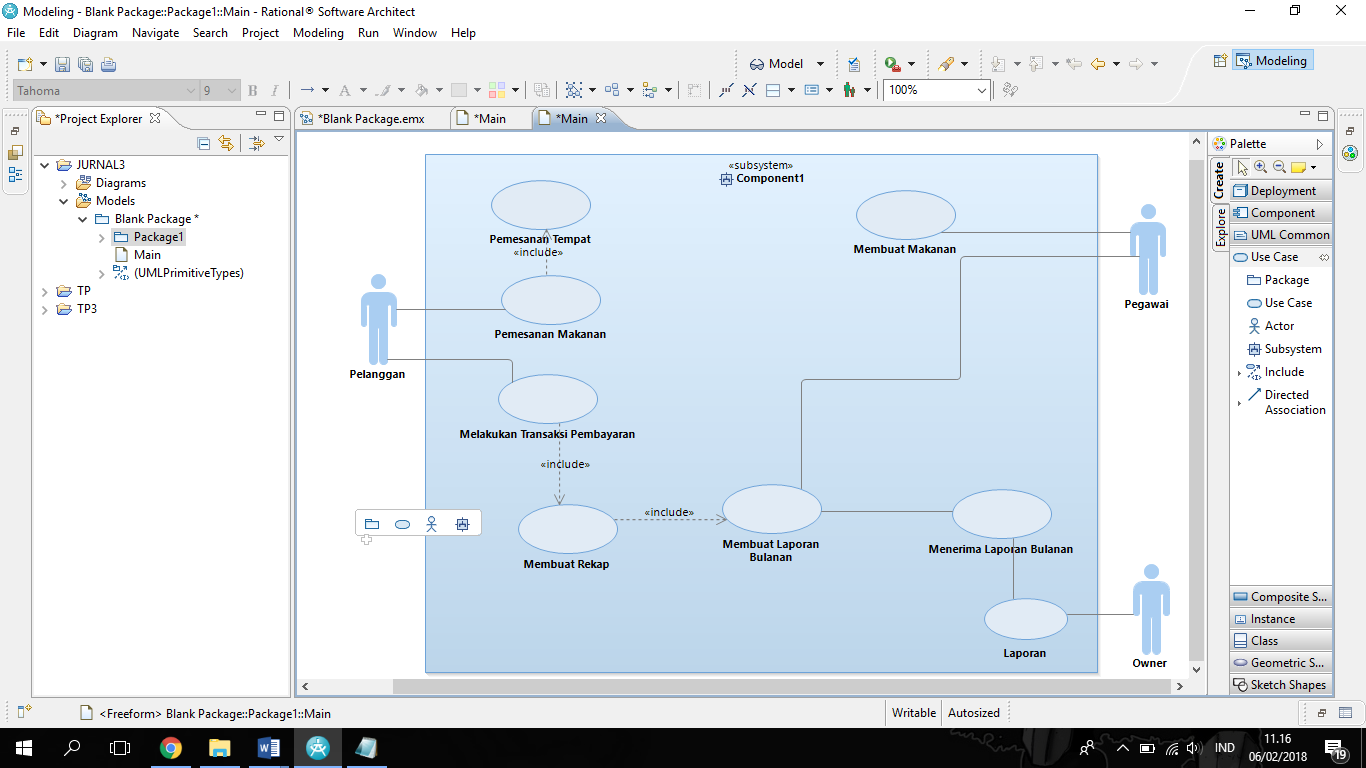 Modeling - Blank Package::Package1::Main - Rational® Software Architect
File Edit Diagram Navigate Search Project Modeling Run Window Help
Model
Modeling
Tahoma 9 B I A 100%
*Project Explorer
*Blank Package.emx
*Main
*Main
JURNAL3
Diagrams
Models
Blank Package *
Package1
Main
(UMLPrimitiveTypes)
TP
TP3
«subsystem»
Component1
Pemesanan Tempat
«include»
Pemesanan Makanan
Pelanggan
Melakukan Transaksi Pembayaran
«include»
Membuat Rekap
«include»
Membuat Laporan
Bulanan
Membuat Makanan
Pegawai
Menerima Laporan Bulanan
Laporan
Owner
Palette
Create
Explore
Deployment
Component
UML Common
Use Case
Package
Use Case
Actor
Subsystem
Include
Directed
Association
Composite S...
Instance
Class
Geometric S...
Sketch Shapes
<Freeform> Blank Package::Package1::Main
Writable
Autosized
IND
11.16
06/02/2018
19